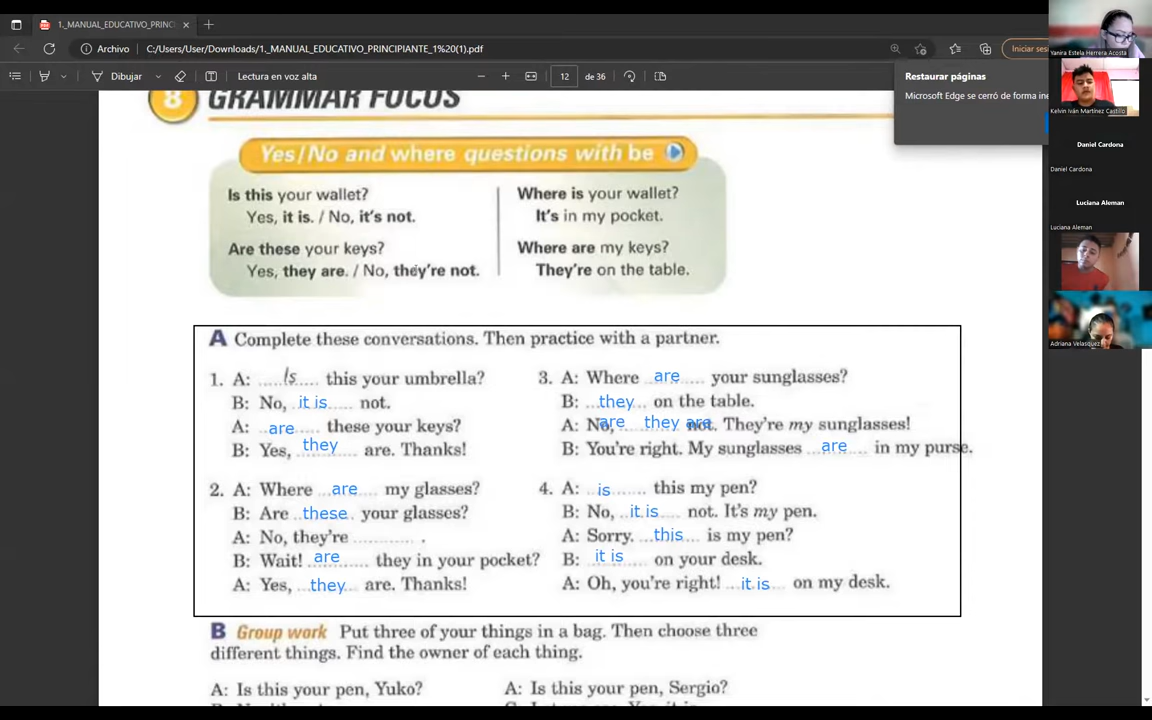 1._MANUAL_EDUCATIVO_PRINCI
Archivo C:/Users/User/Downloads/1._MANUAL_EDUCATIVO_PRINCIPIANTE_1%20(1).pdf
Iniciar ses
Dibujar Lectura en voz alta 12 de 36
Restaurar páginas
Microsoft Edge se cerró de forma ine
Yanira Estela Herrera Acosta
Kelvin Iván Martínez Castillo
Daniel Cardona
Daniel Cardona
Luciana Aleman
Luciana Aleman
Adriana Velasquez
8 GRAMMAR FOCUS
Yes/No and where questions with be
Is this your wallet?
Yes, it is. / No, it's not.
Are these your keys?
Yes, they are. / No, they're not.
Where is your wallet?
It's in my pocket.
Where are my keys?
They're on the table.
A Complete these conversations. Then practice with a partner.
1. A: Is this your umbrella?
B: No, it is not.
A: are these your keys?
B: Yes, they are. Thanks!
2. A: Where are my glasses?
B: Are these your glasses?
A: No, they're .............. .
B: Wait! are they in your pocket?
A: Yes, they are. Thanks!
3. A: Where are your sunglasses?
B: they are on the table.
A: No, they are not. They're my sunglasses!
B: You're right. My sunglasses are in my purse.
4. A: is this my pen?
B: No, it is not. It's my pen.
A: Sorry. this is my pen?
B: it is on your desk.
A: Oh, you're right! it is on my desk.
B Group work Put three of your things in a bag. Then choose three
different things. Find the owner of each thing.
A: Is this your pen, Yuko?
A: Is this your pen, Sergio?